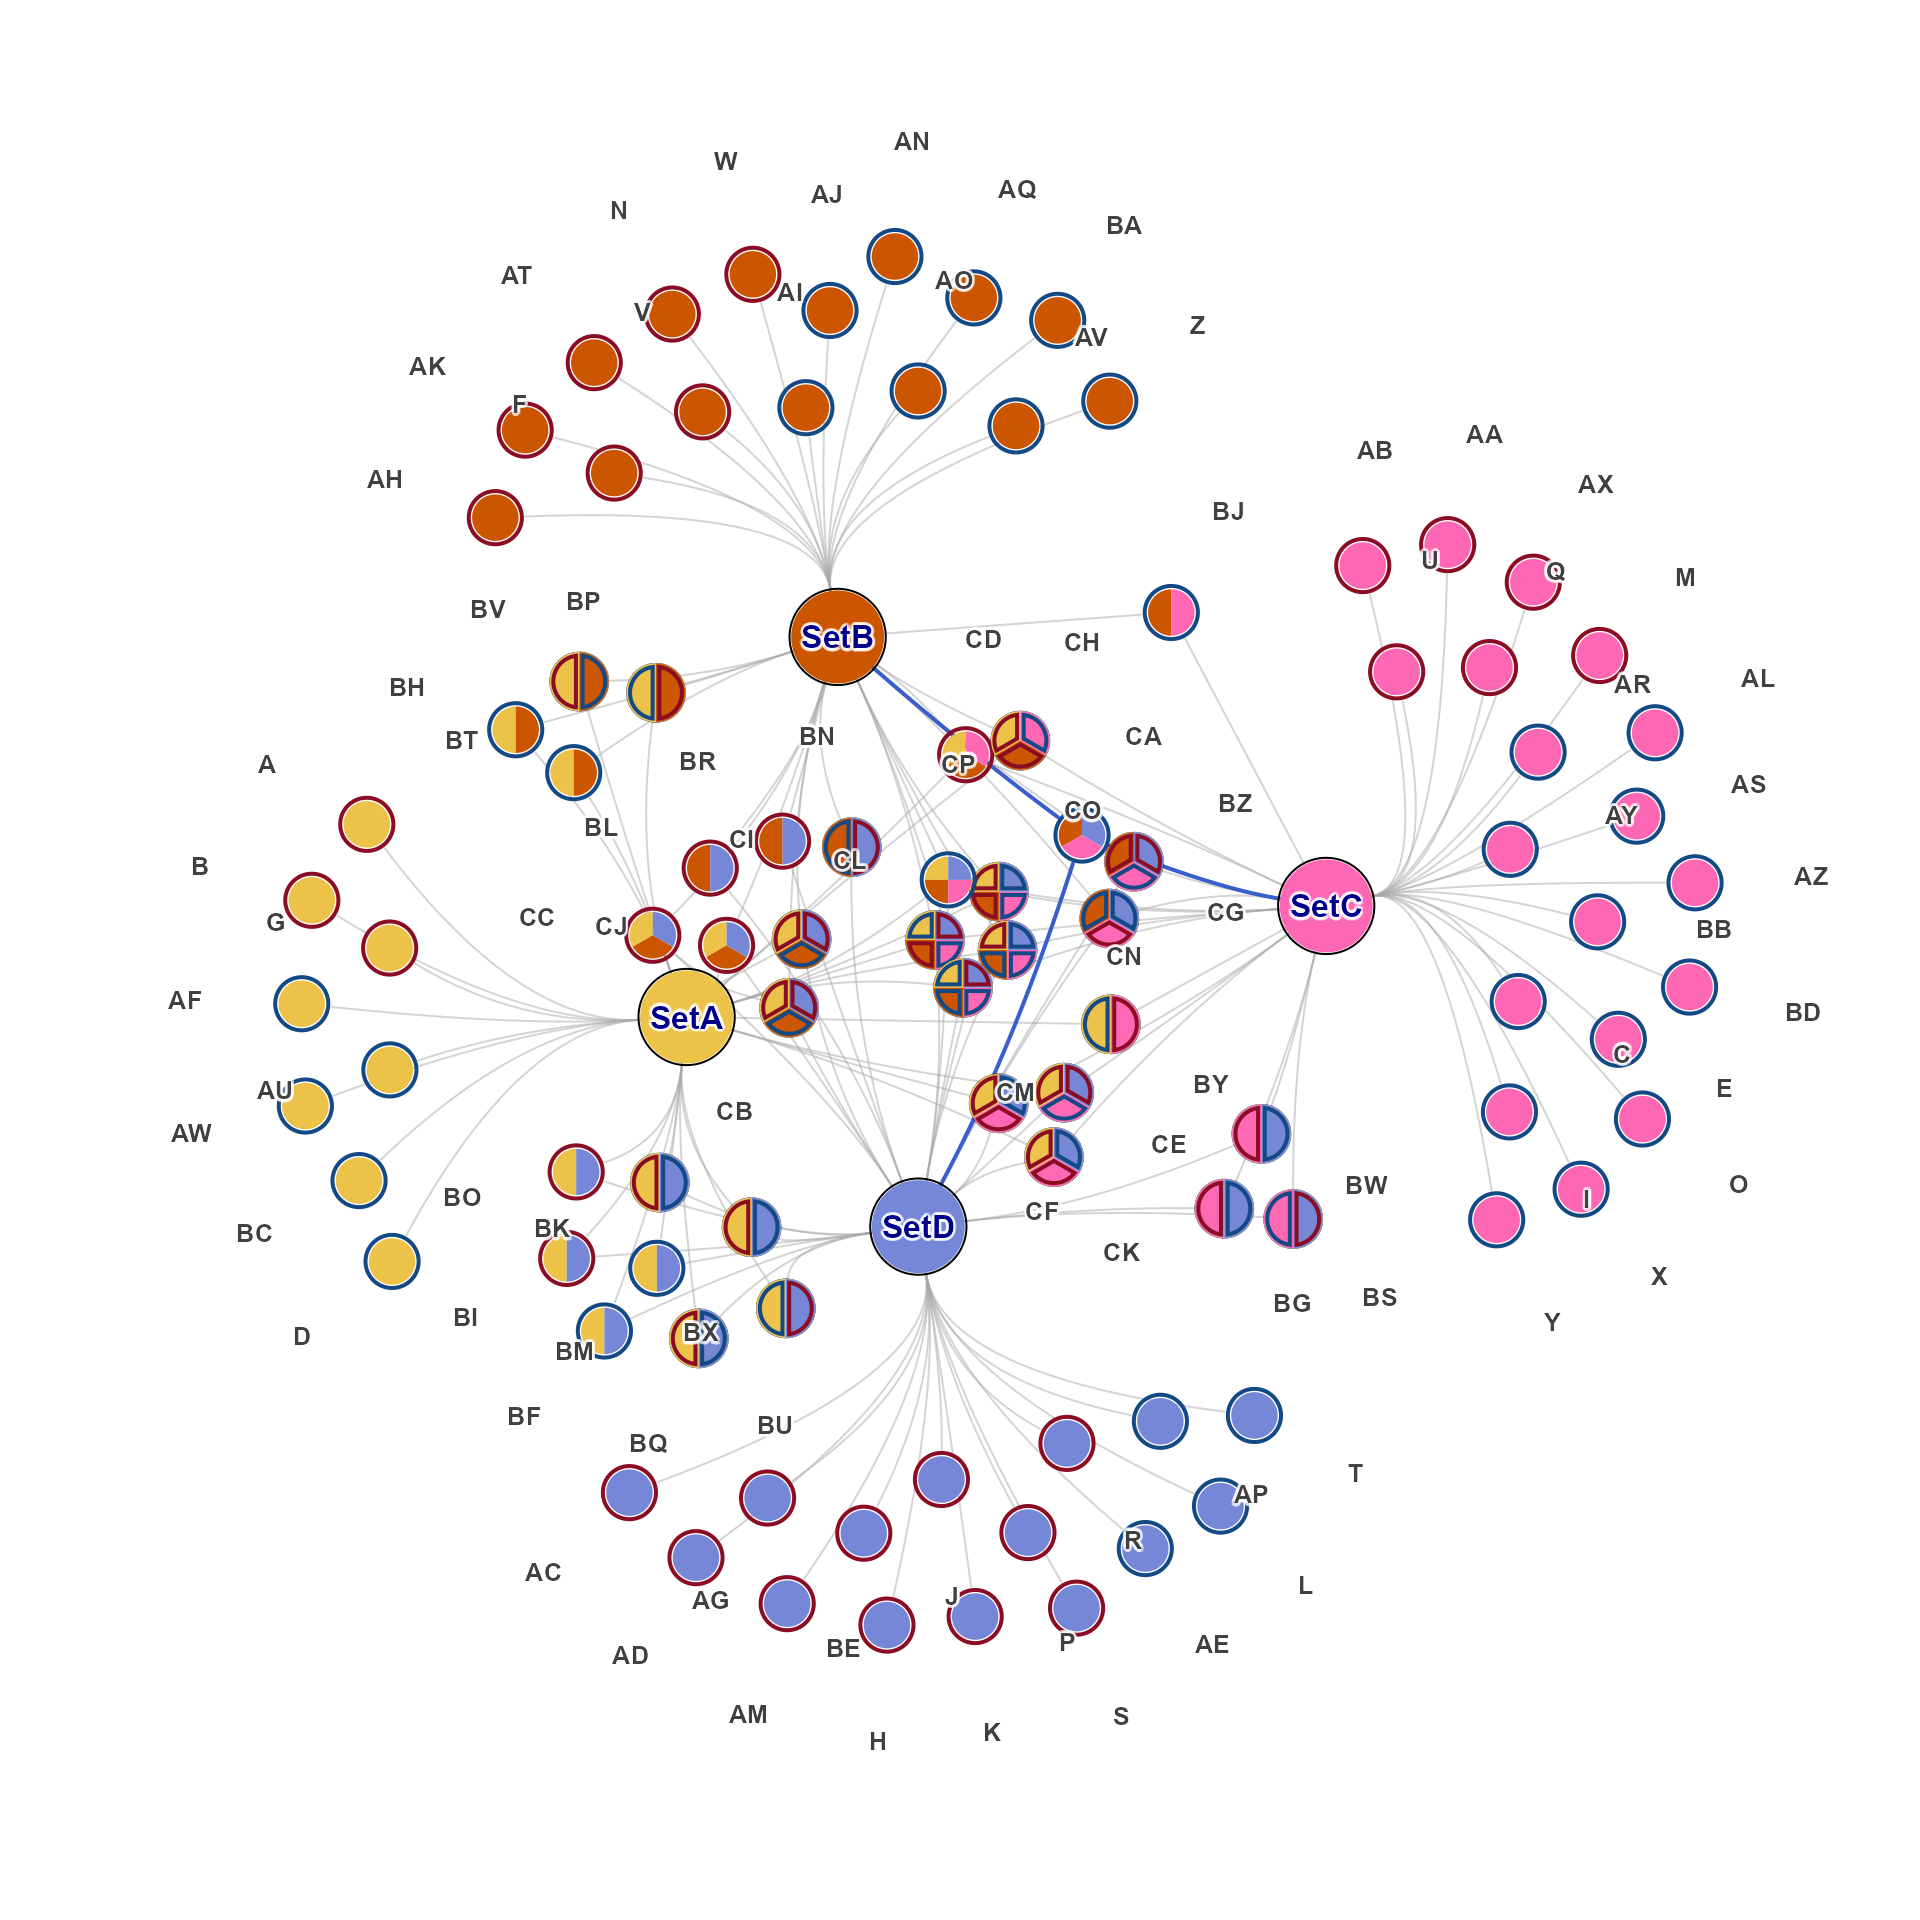 AN
W
AQ
AJ
N
BA
AT
AO
AI
V
Z
AV
AK
F
AB
AA
AH
AX
BJ
U
Q
M
BP
BV
SetB
CD
CH
AL
AR
BH
BT
BN
CA
BR
A
CP
AS
BZ
CO
AY
BL
CI
CL
B
AZ
SetC
CG
CC
G
CJ
BB
CN
AF
SetA
BD
C
BY
AU
CM
E
CB
AW
CE
O
BW
BO
CF
I
SetD
BK
BC
CK
X
BS
BG
BI
Y
BX
D
BM
BF
BU
BQ
T
AP
R
AC
L
J
AG
P
AE
BE
AD
AM
S
K
H